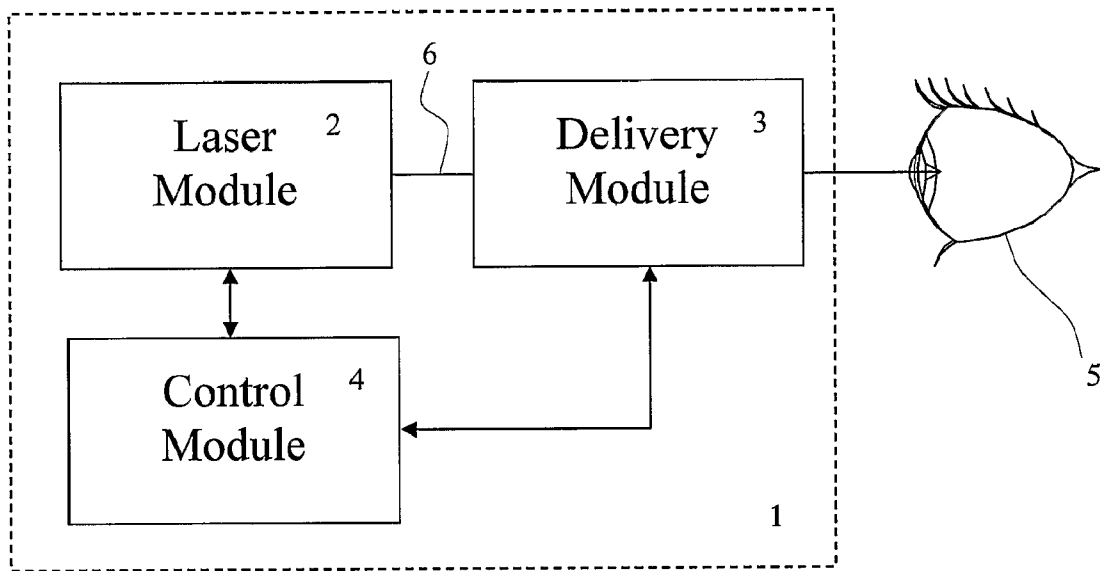 6
Laser 2
Module
Delivery 3
Module
Control 4
Module
5
1